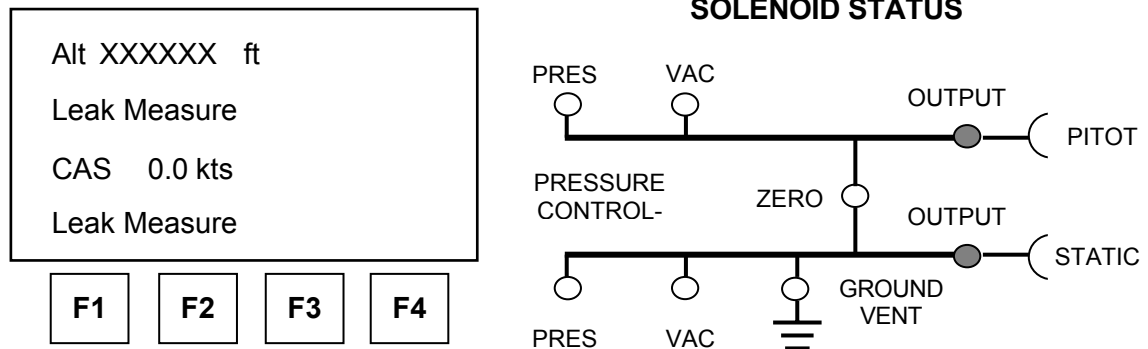 Alt XXXXXX ft
Leak Measure
CAS 0.0 kts
Leak Measure
F1 F2 F3 F4
SOLENOID STATUS
PRES VAC
OUTPUT
PITOT
PRESSURE
CONTROL-
ZERO
OUTPUT
STATIC
GROUND
VENT
PRES VAC